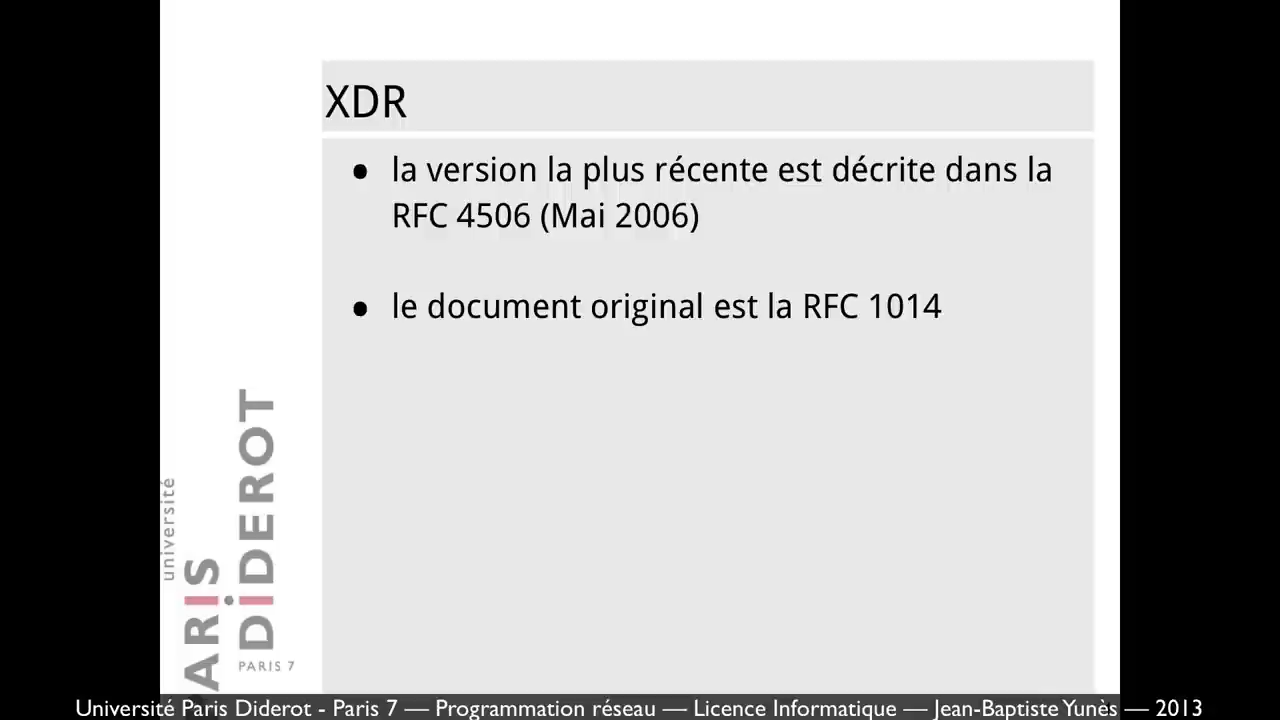 XDR
• la version la plus récente est décrite dans la
RFC 4506 (Mai 2006)
• le document original est la RFC 1014
université
PARIS
DiDEROT
PARIS 7
Université Paris Diderot - Paris 7 — Programmation réseau — Licence Informatique — Jean-Baptiste Yunès — 2013